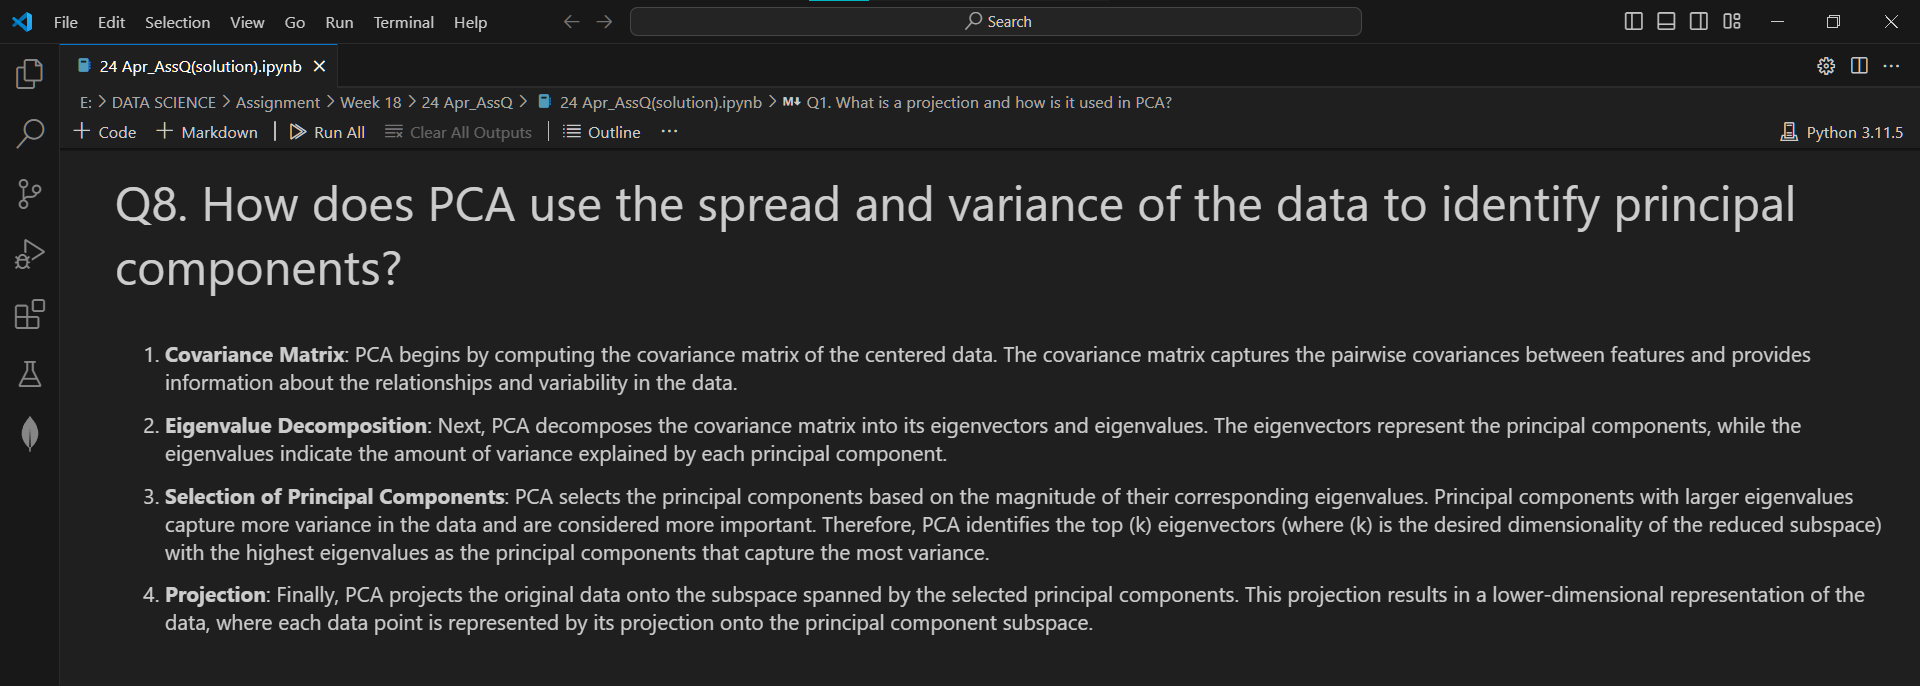 File Edit Selection View Go Run Terminal Help
Search
24 Apr_AssQ(solution).ipynb
E: > DATA SCIENCE > Assignment > Week 18 > 24 Apr_AssQ > 24 Apr_AssQ(solution).ipynb > M↓ Q1. What is a projection and how is it used in PCA?
+ Code + Markdown | Run All Clear All Outputs | Outline ...
Python 3.11.5
Q8. How does PCA use the spread and variance of the data to identify principal
components?
1. Covariance Matrix: PCA begins by computing the covariance matrix of the centered data. The covariance matrix captures the pairwise covariances between features and provides
information about the relationships and variability in the data.
2. Eigenvalue Decomposition: Next, PCA decomposes the covariance matrix into its eigenvectors and eigenvalues. The eigenvectors represent the principal components, while the
eigenvalues indicate the amount of variance explained by each principal component.
3. Selection of Principal Components: PCA selects the principal components based on the magnitude of their corresponding eigenvalues. Principal components with larger eigenvalues
capture more variance in the data and are considered more important. Therefore, PCA identifies the top (k) eigenvectors (where (k) is the desired dimensionality of the reduced subspace)
with the highest eigenvalues as the principal components that capture the most variance.
4. Projection: Finally, PCA projects the original data onto the subspace spanned by the selected principal components. This projection results in a lower-dimensional representation of the
data, where each data point is represented by its projection onto the principal component subspace.